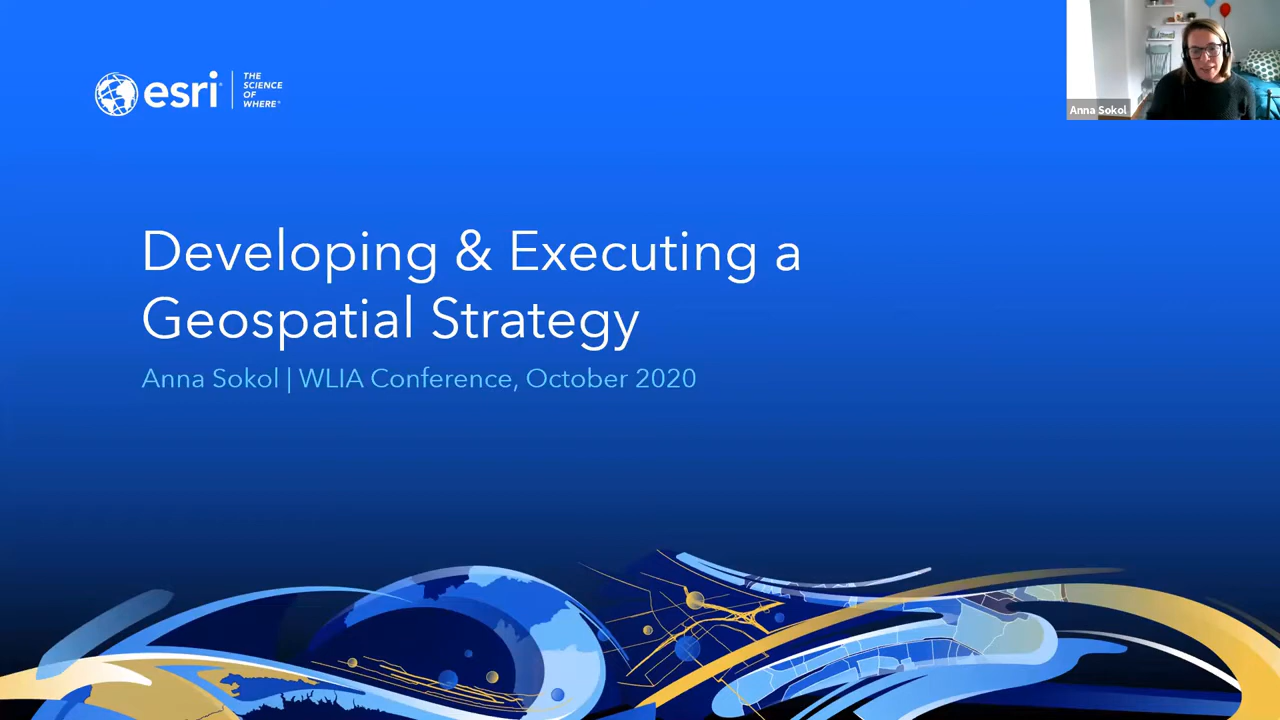 esri
THE
SCIENCE
OF
WHERE®
Anna Sokol
Developing & Executing a
Geospatial Strategy
Anna Sokol | WLIA Conference, October 2020